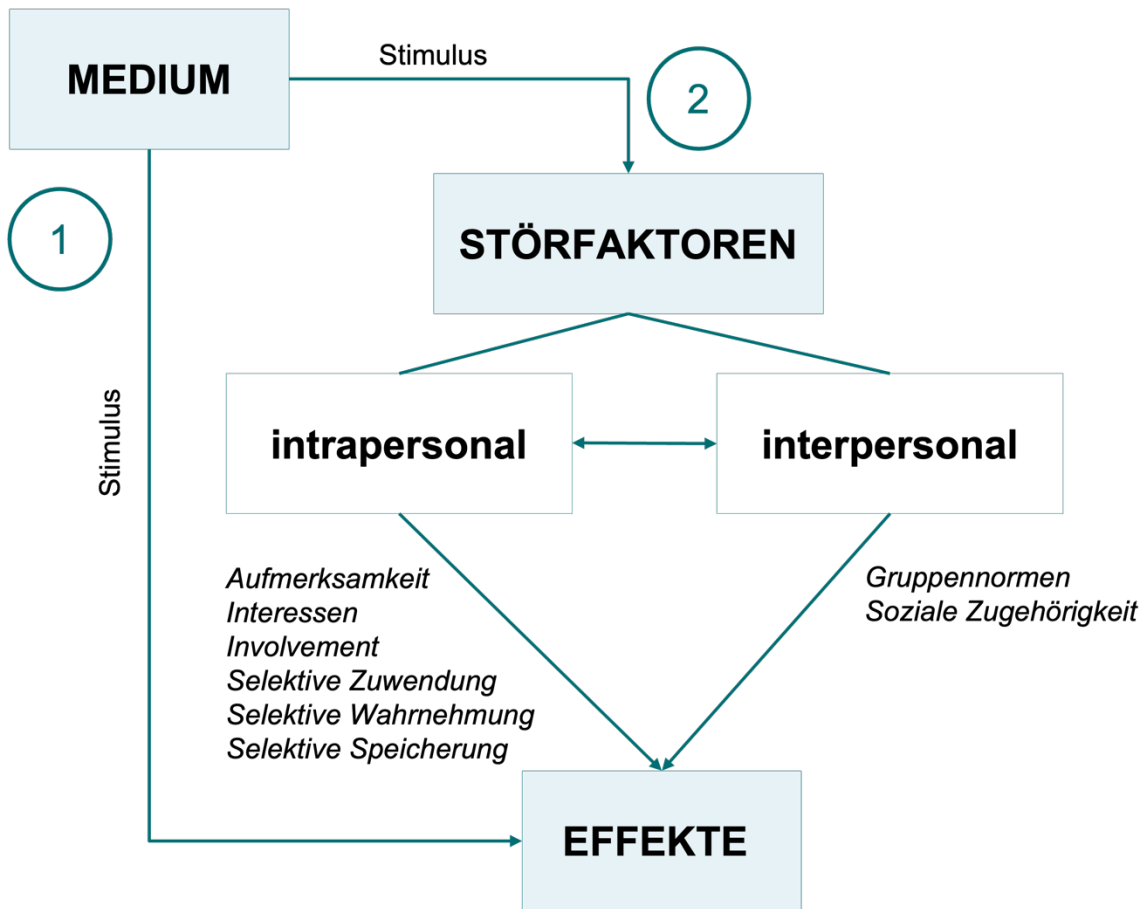 MEDIUM
Stimulus
2
1
STÖRFAKTOREN
Stimulus
intrapersonal
interpersonal
Aufmerksamkeit
Interessen
Involvement
Selektive Zuwendung
Selektive Wahrnehmung
Selektive Speicherung
Gruppennormen
Soziale Zugehörigkeit
EFFEKTE